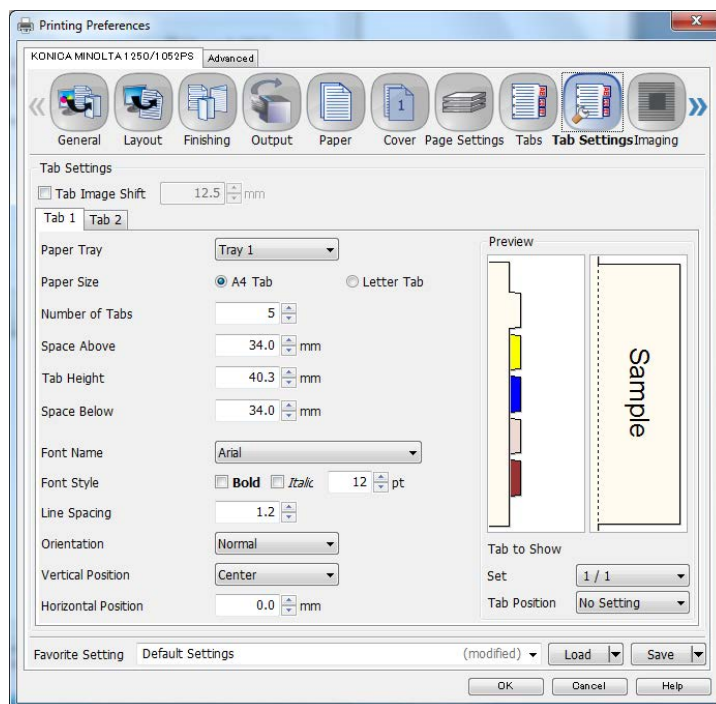 Printing Preferences
X
KONICA MINOLTA 1250/1052PS Advanced
1
General Layout Finishing Output Paper Cover Page Settings Tabs Tab Settings Imaging
Tab Settings
Tab Image Shift 12.5 mm
Tab 1 Tab 2
Paper Tray Tray 1
Paper Size A4 Tab Letter Tab
Number of Tabs 5
Space Above 34.0 mm
Tab Height 40.3 mm
Space Below 34.0 mm
Font Name Arial
Font Style Bold Italic 12 pt
Line Spacing 1.2
Orientation Normal
Vertical Position Center
Horizontal Position 0.0 mm
Preview
Sample
Tab to Show
Set 1 / 1
Tab Position No Setting
Favorite Setting Default Settings (modified) Load Save
OK Cancel Help